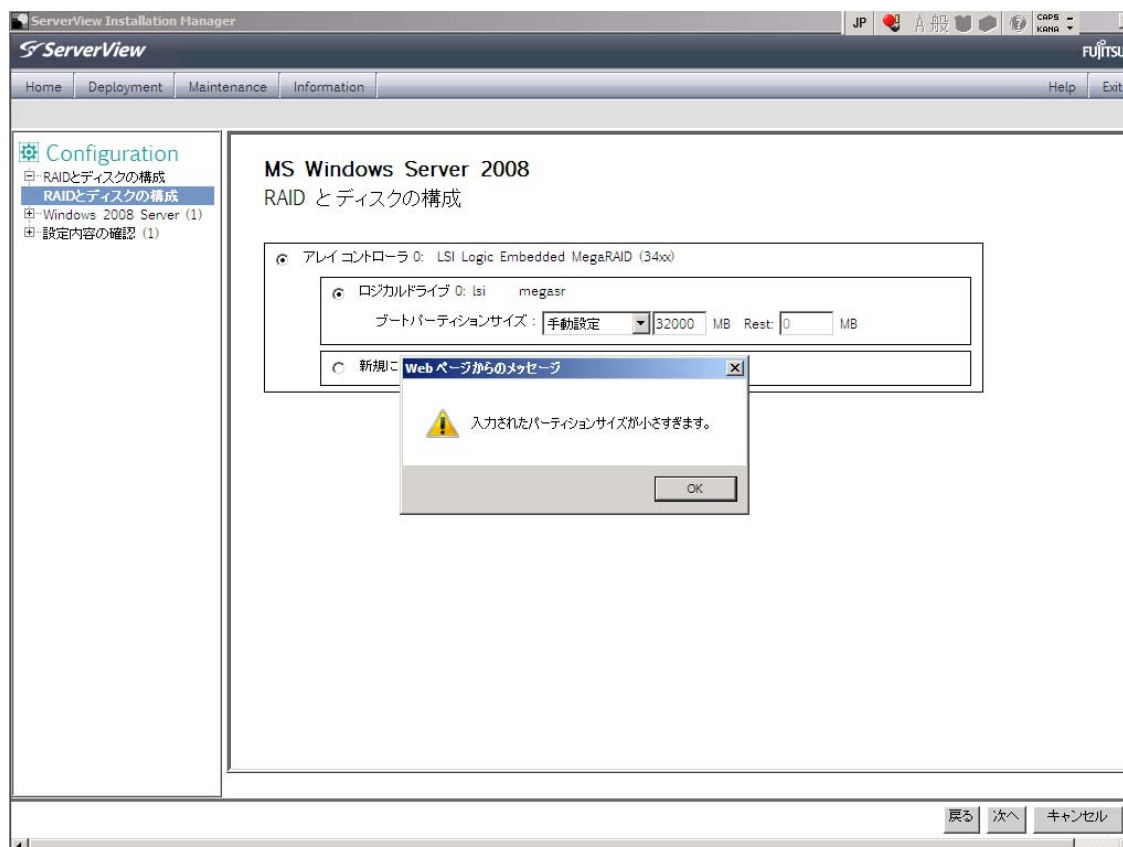 ServerView Installation Manager
JP A 般 CAPS KANA
ServerView
FUJITSU
Home Deployment Maintenance Information Help Exit
Configuration
RAIDとディスクの構成
RAIDとディスクの構成
Windows 2008 Server (1)
設定内容の確認 (1)
MS Windows Server 2008
RAID とディスクの構成
アレイ コントローラ 0: LSI Logic Embedded MegaRAID (34xx)
ロジカルドライブ 0: lsi megasr
ブートパーティションサイズ : 手動設定 32000 MB Rest: 0 MB
新規に
Web ページからのメッセージ
入力されたパーティションサイズが小さすぎます。
OK
戻る 次へ キャンセル